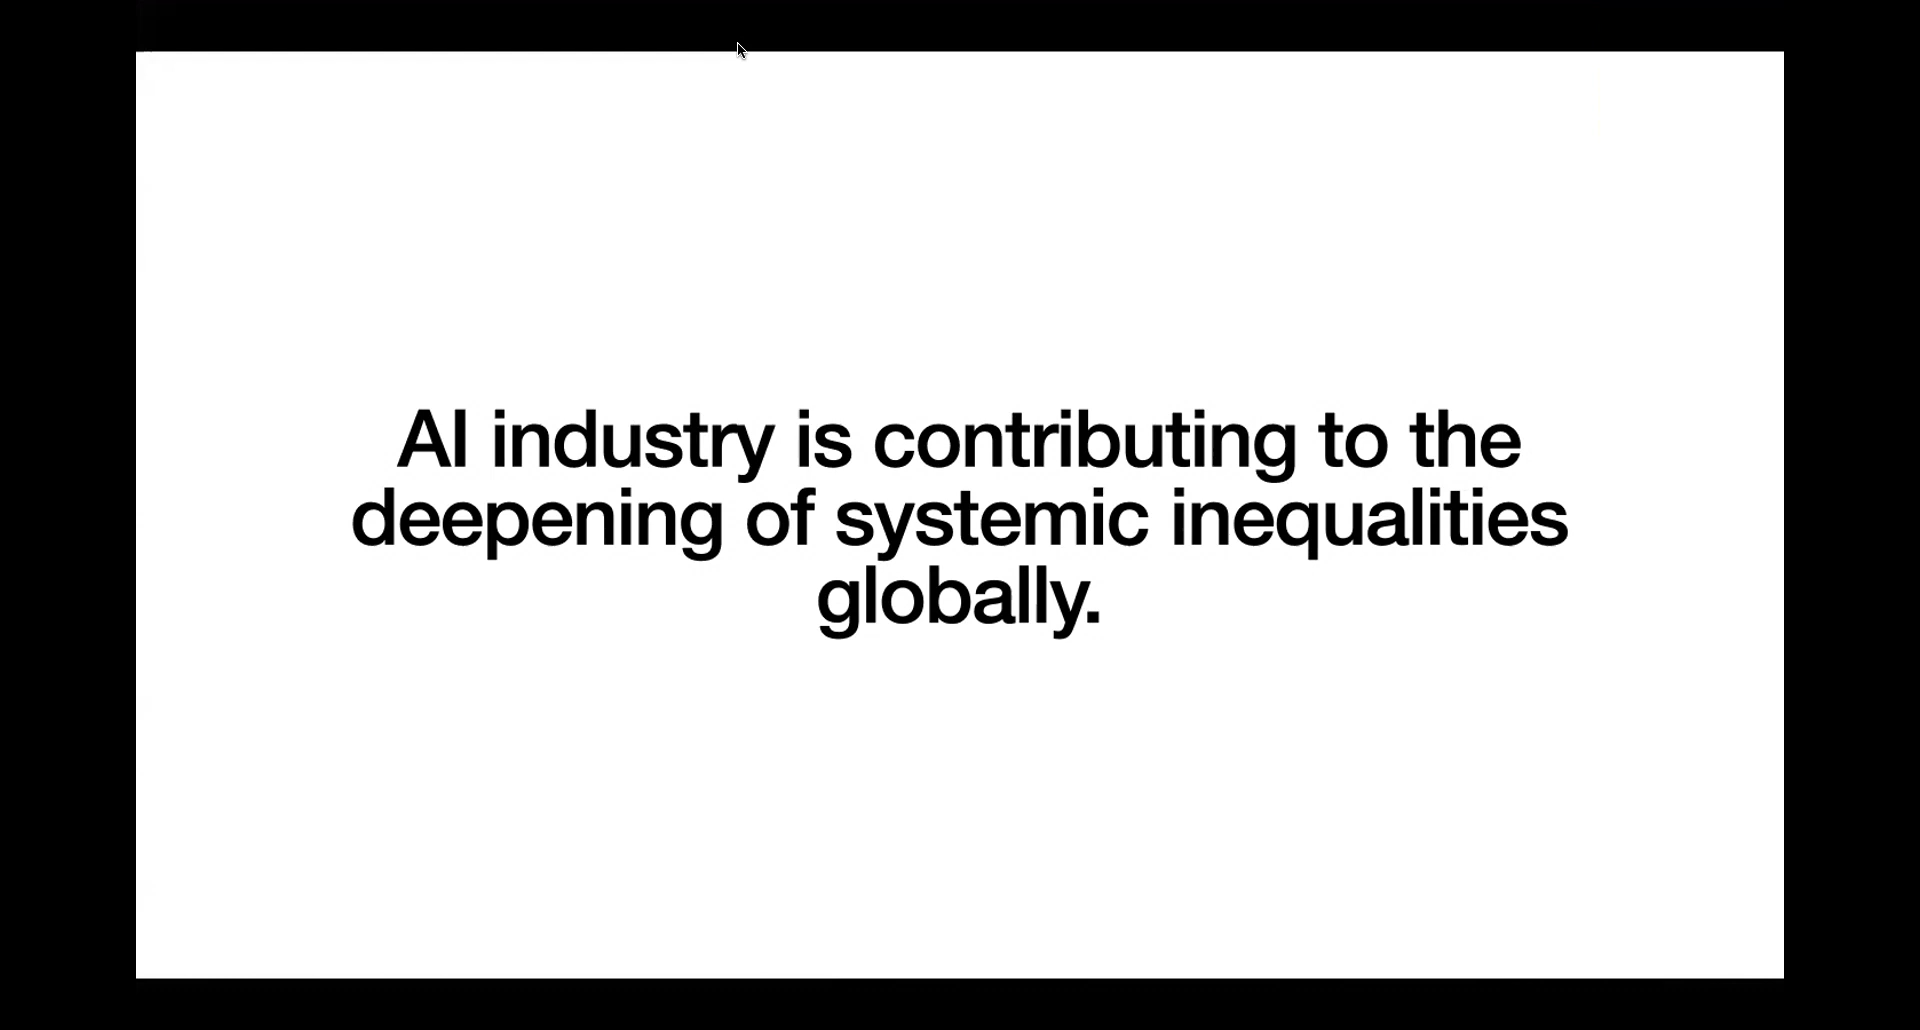 AI industry is contributing to the
deepening of systemic inequalities
globally.